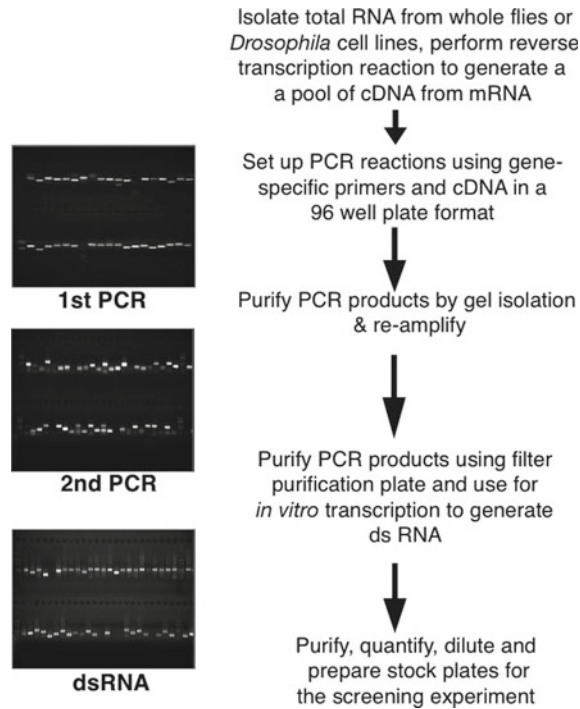 Isolate total RNA from whole flies or
Drosophila cell lines, perform reverse
transcription reaction to generate a
a pool of cDNA from mRNA
Set up PCR reactions using gene-
specific primers and cDNA in a
96 well plate format
1st PCR
Purify PCR products by gel isolation
& re-amplify
2nd PCR
Purify PCR products using filter
purification plate and use for
in vitro transcription to generate
ds RNA
dsRNA
Purify, quantify, dilute and
prepare stock plates for
the screening experiment